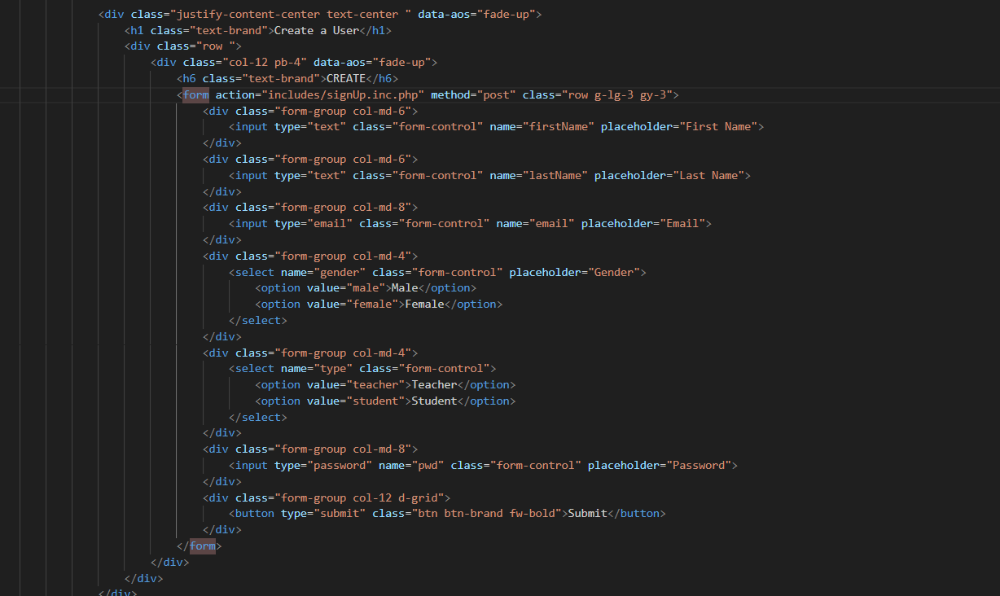 <div class="justify-content-center text-center " data-aos="fade-up">
<h1 class="text-brand">Create a User</h1>
<div class="row ">
<div class="col-12 pb-4" data-aos="fade-up">
<h6 class="text-brand">CREATE</h6>
<form action="includes/signUp.inc.php" method="post" class="row g-lg-3 gy-3">
<div class="form-group col-md-6">
<input type="text" class="form-control" name="firstName" placeholder="First Name">
</div>
<div class="form-group col-md-6">
<input type="text" class="form-control" name="lastName" placeholder="Last Name">
</div>
<div class="form-group col-md-8">
<input type="email" class="form-control" name="email" placeholder="Email">
</div>
<div class="form-group col-md-4">
<select name="gender" class="form-control" placeholder="Gender">
<option value="male">Male</option>
<option value="female">Female</option>
</select>
</div>
<div class="form-group col-md-4">
<select name="type" class="form-control">
<option value="teacher">Teacher</option>
<option value="student">Student</option>
</select>
</div>
<div class="form-group col-md-8">
<input type="password" name="pwd" class="form-control" placeholder="Password">
</div>
<div class="form-group col-12 d-grid">
<button type="submit" class="btn btn-brand fw-bold">Submit</button>
</div>
</form>
</div>
</div>
</div>